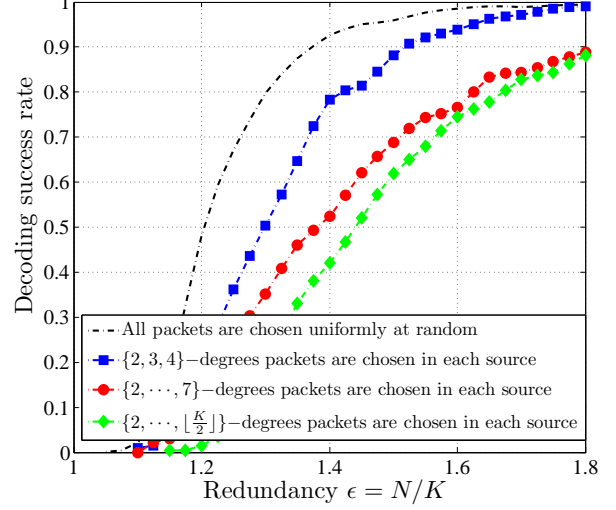 1
0.9
0.8
0.7
0.6
0.5
0.4
0.3
0.2
0.1
0
Decoding success rate
All packets are chosen uniformly at random
{2, 3, 4}−degrees packets are chosen in each source
{2, ⋯, 7}−degrees packets are chosen in each source
{2, ⋯, ⌊K/2⌋}−degrees packets are chosen in each source
1 1.2 1.4 1.6 1.8
Redundancy ϵ = N/K